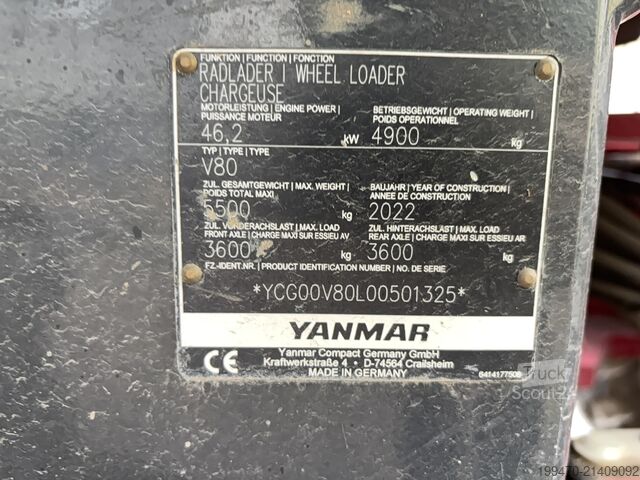 FUNKTION | FUNCTION | FONCTION
RADLADER | WHEEL LOADER
CHARGEUSE
MOTORLEISTUNG | ENGINE POWER | BETRIEBSGEWICHT | OPERATING WEIGHT |
PUISSANCE MOTEUR POIDS OPERATIONNEL
46,2 kW 4900 kg
TYP | TYPE | TYPE
V80
ZUL. GESAMTGEWICHT | MAX. WEIGHT | BAUJAHR | YEAR OF CONSTRUCTION |
POIDS TOTAL MAXI ANNEE DE CONSTRUCTION
5500 kg 2022
ZUL. VORDERACHSLAST | MAX. LOAD ZUL. HINTERACHSLAST | MAX. LOAD
FRONT AXLE | CHARGE MAXI SUR ESSIEU AV REAR AXLE | CHARGE MAXI SUR ESSIEU AR
3600 kg 3600 kg
FZ-IDENT.NR. | PRODUCT IDENTIFICATION NUMBER | NO. DE SERIE
*YCG00V80L00501325*
YANMAR
CE Yanmar Compact Germany GmbH
Kraftwerkstraße 4 • D-74564 Crailsheim
MADE IN GERMANY
6414177506
Truck
Scout24
199470-21409092